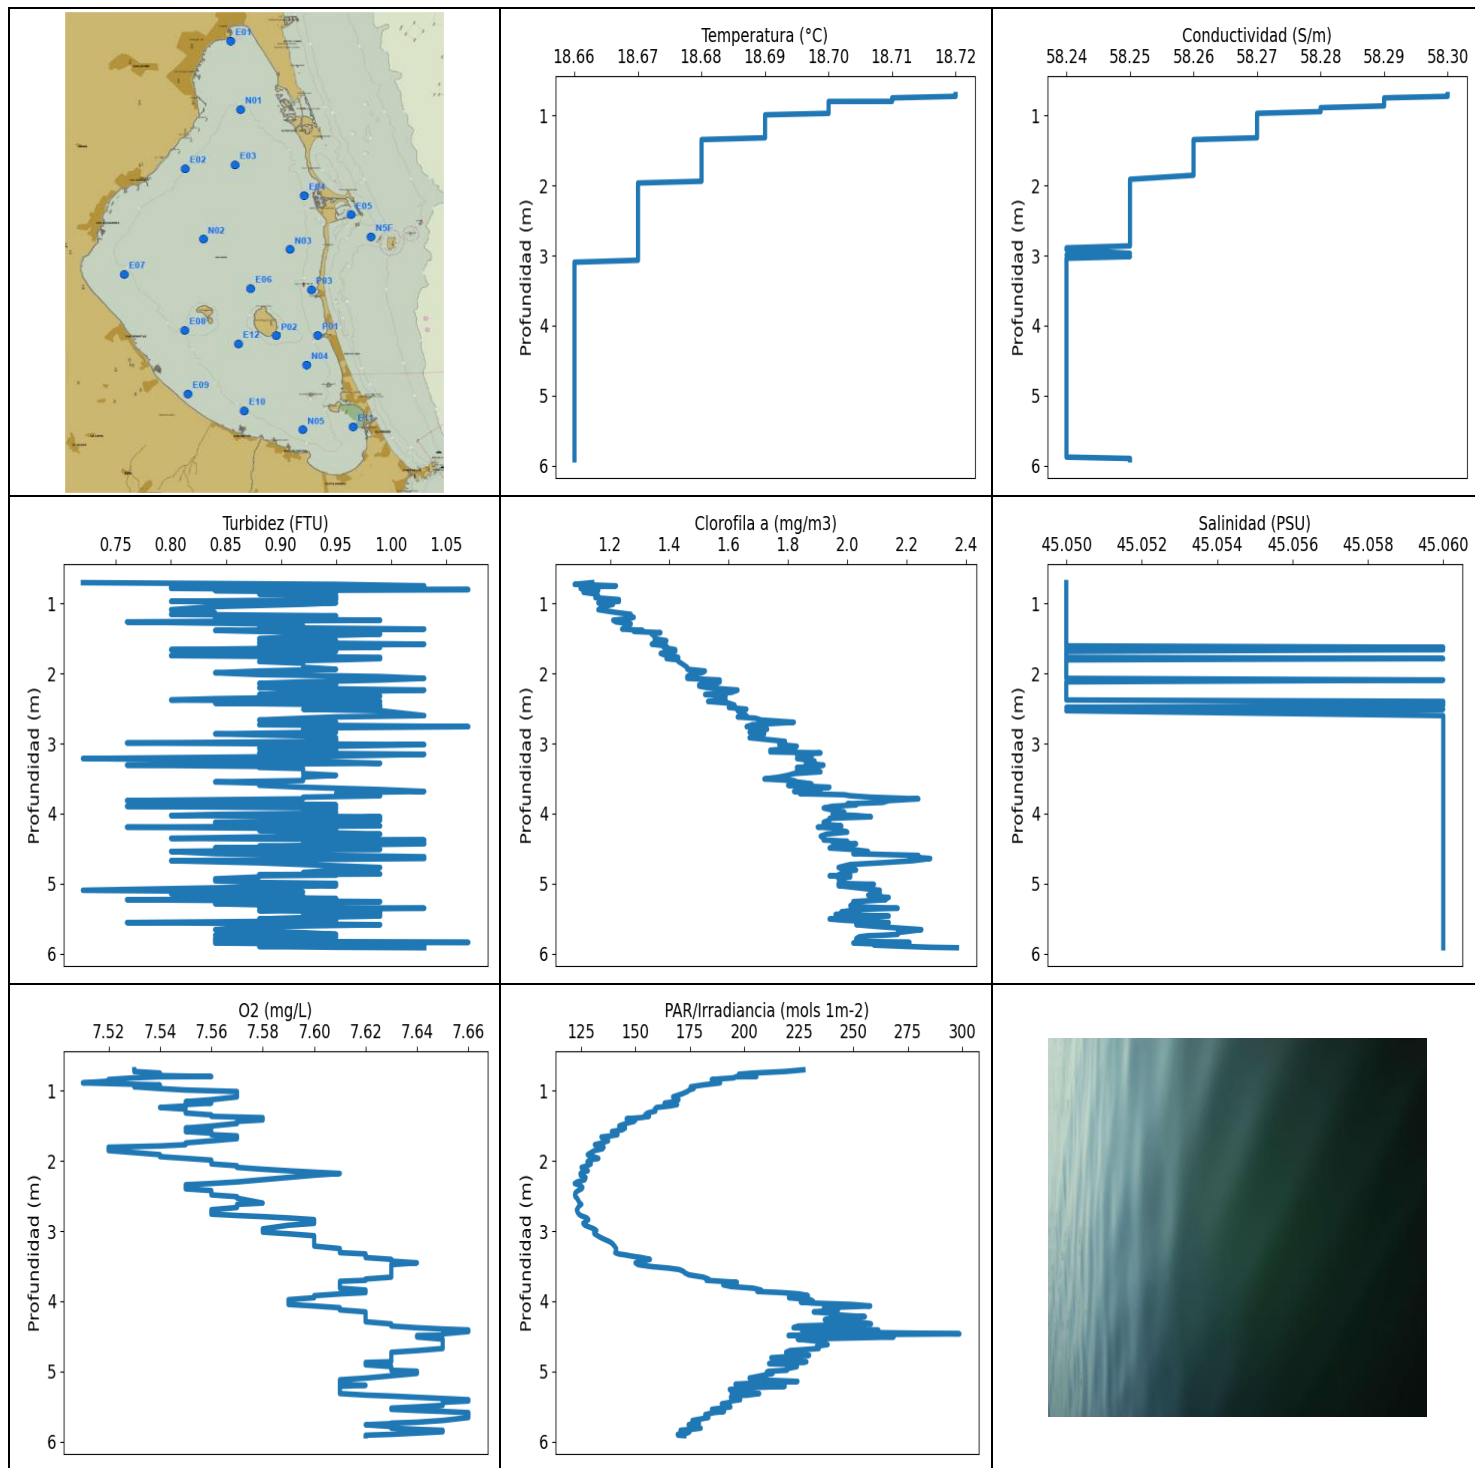 E01
N01
E02
E03
E04
E05
N5F
N02
N03
E07
E06
P03
E08
E12
P02
P01
N04
E09
E10
N05
E11
Temperatura (°C)
18.66 18.67 18.68 18.69 18.70 18.71 18.72
Profundidad (m)
1
2
3
4
5
6
Conductividad (S/m)
58.24 58.25 58.26 58.27 58.28 58.29 58.30
Profundidad (m)
1
2
3
4
5
6
Turbidez (FTU)
0.75 0.80 0.85 0.90 0.95 1.00 1.05
Profundidad (m)
1
2
3
4
5
6
Clorofila a (mg/m3)
1.2 1.4 1.6 1.8 2.0 2.2 2.4
Profundidad (m)
1
2
3
4
5
6
Salinidad (PSU)
45.050 45.052 45.054 45.056 45.058 45.060
Profundidad (m)
1
2
3
4
5
6
O2 (mg/L)
7.52 7.54 7.56 7.58 7.60 7.62 7.64 7.66
Profundidad (m)
1
2
3
4
5
6
PAR/Irradiancia (mols 1m-2)
125 150 175 200 225 250 275 300
Profundidad (m)
1
2
3
4
5
6